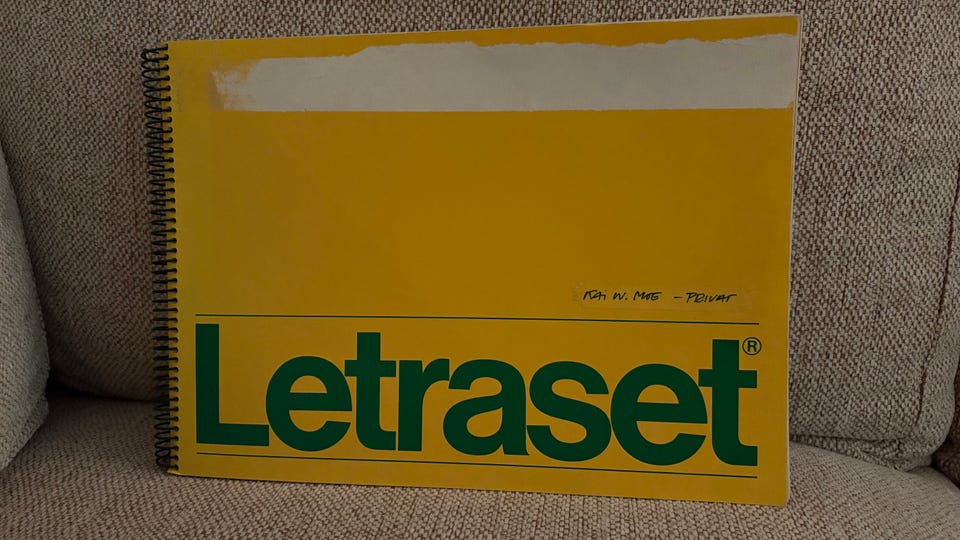 KAi W. MOE – PRIVAT
Letraset®